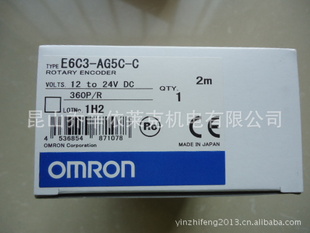 TYPE E6C3-AG5C-C
ROTARY ENCODER
VOLTS 12 to 24V DC
QTY.
1
2m
360P/R
LOT No. 1H2
4 536854 871078
OMRON Corporation
MADE IN JAPAN
OMRON
yinzhifeng2013.cn.alibaba.com